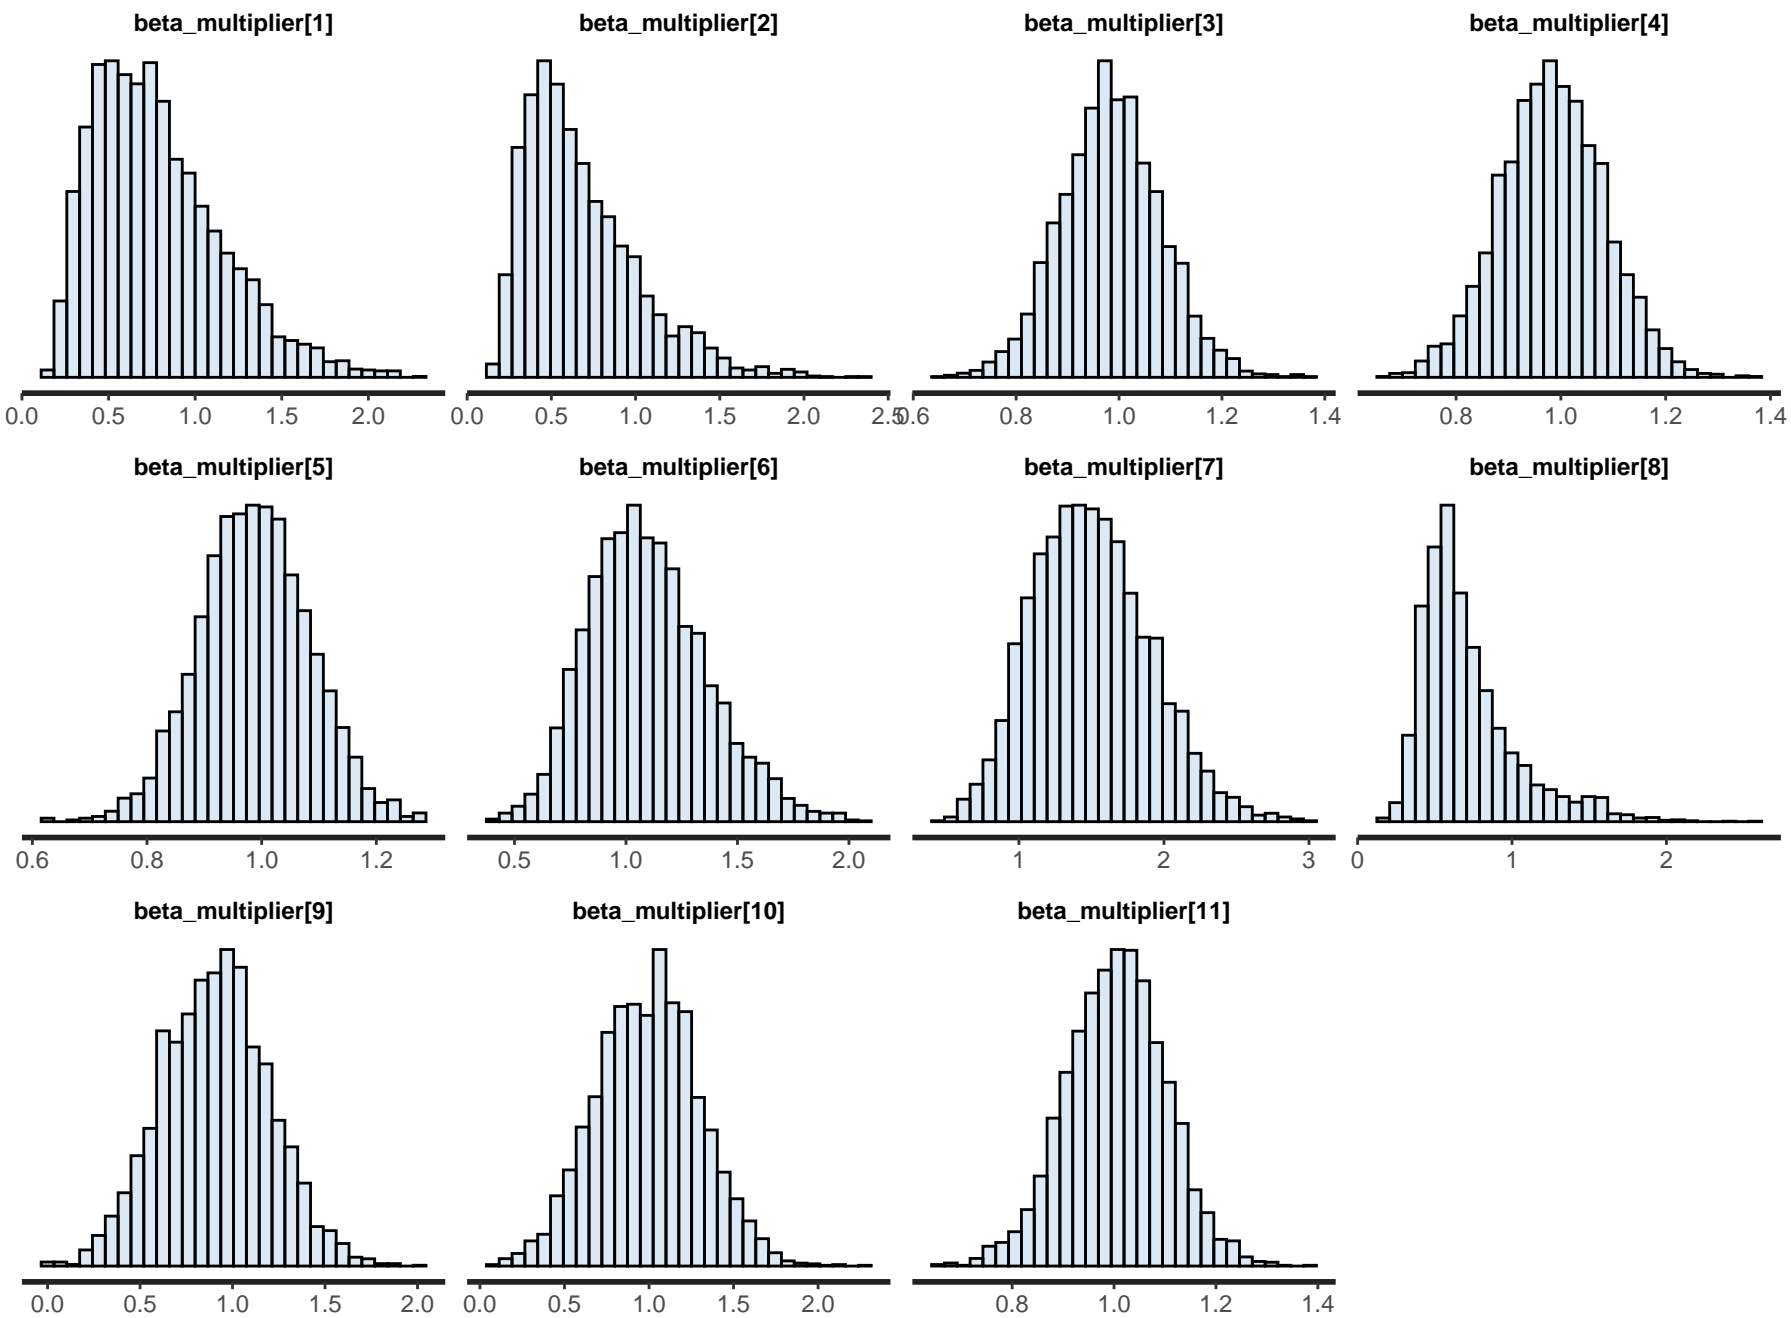 beta_multiplier[1] beta_multiplier[2] beta_multiplier[3] beta_multiplier[4]
0.0 0.5 1.0 1.5 2.0 0.0 0.5 1.0 1.5 2.0 2.5 0.6 0.8 1.0 1.2 1.4 0.8 1.0 1.2 1.4
beta_multiplier[5] beta_multiplier[6] beta_multiplier[7] beta_multiplier[8]
0.6 0.8 1.0 1.2 0.5 1.0 1.5 2.0 1 2 3 0 1 2
beta_multiplier[9] beta_multiplier[10] beta_multiplier[11]
0.0 0.5 1.0 1.5 2.0 0.0 0.5 1.0 1.5 2.0 0.8 1.0 1.2 1.4